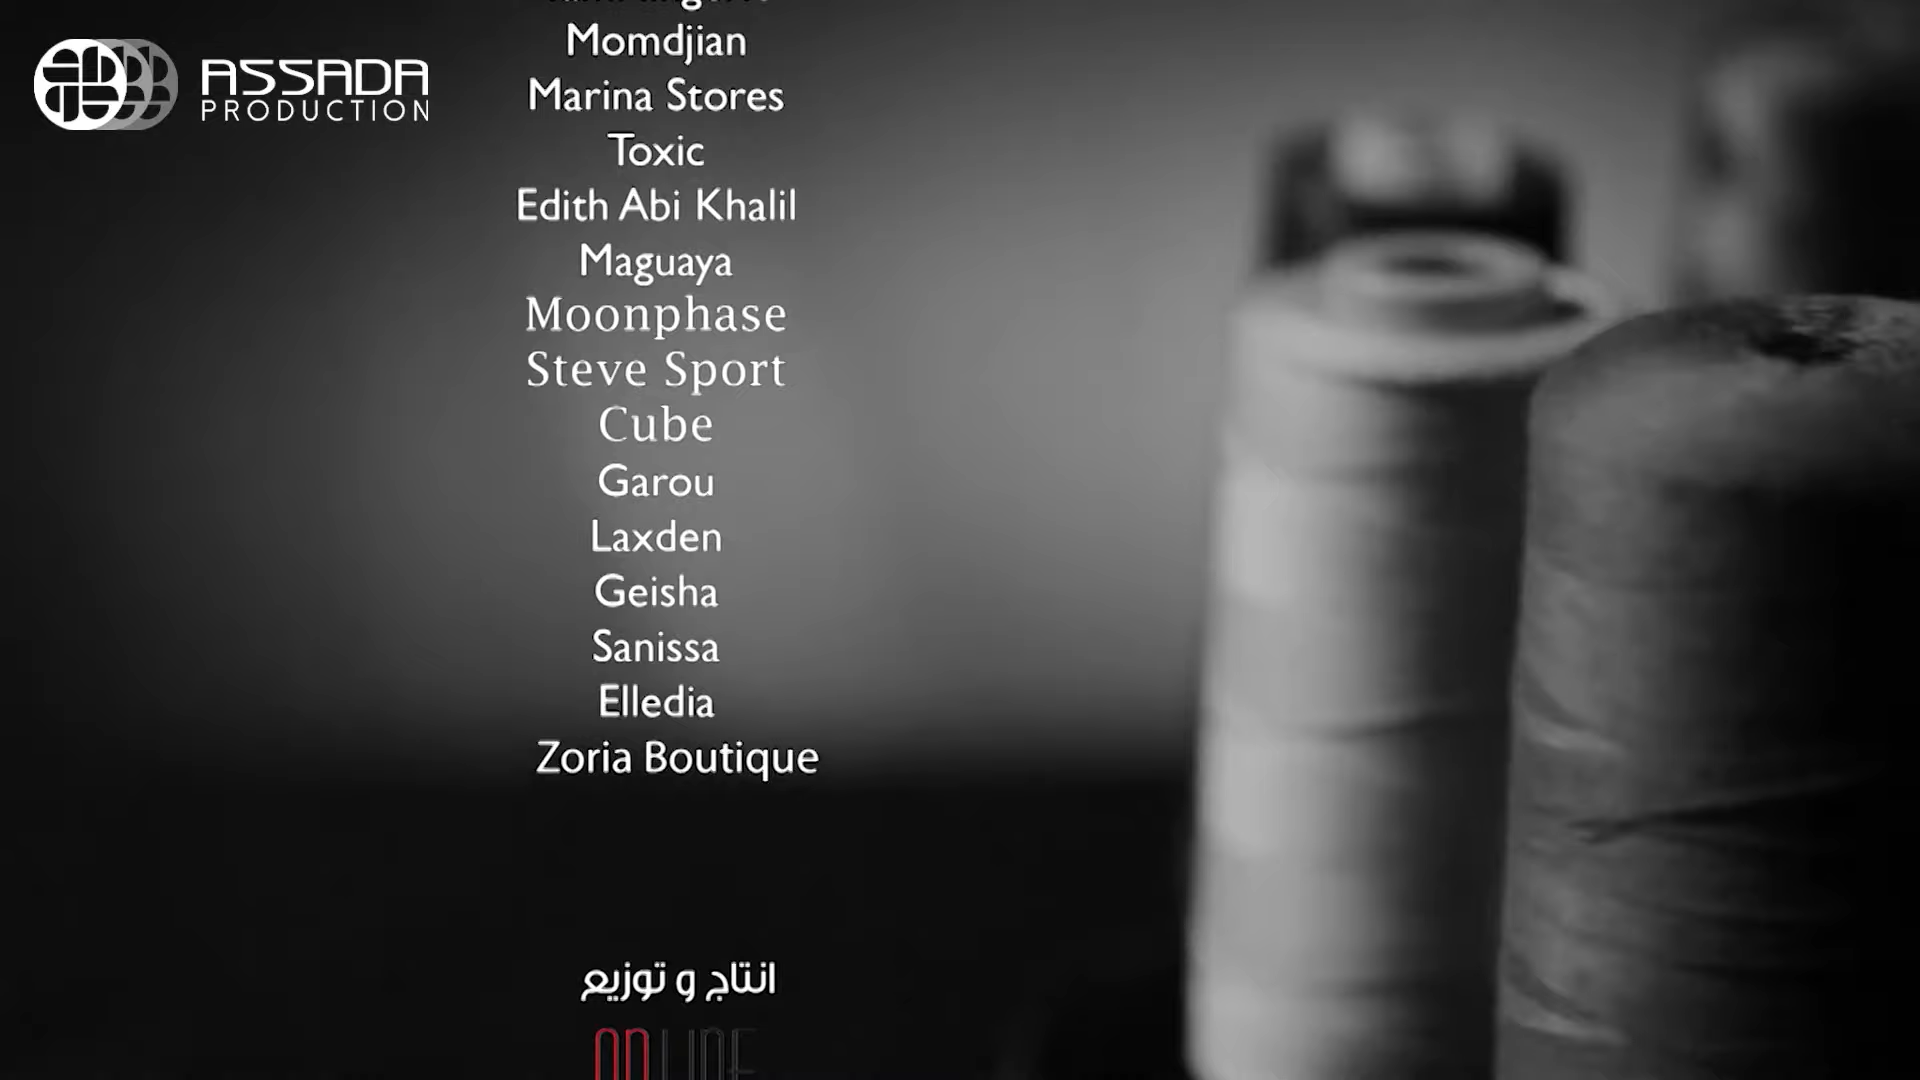 ASSADA
PRODUCTION
Momdjian
Marina Stores
Toxic
Edith Abi Khalil
Maguaya
Moonphase
Steve Sport
Cube
Garou
Laxden
Geisha
Sanissa
Elledia
Zoria Boutique
انتاج و توزيع
ONLINE